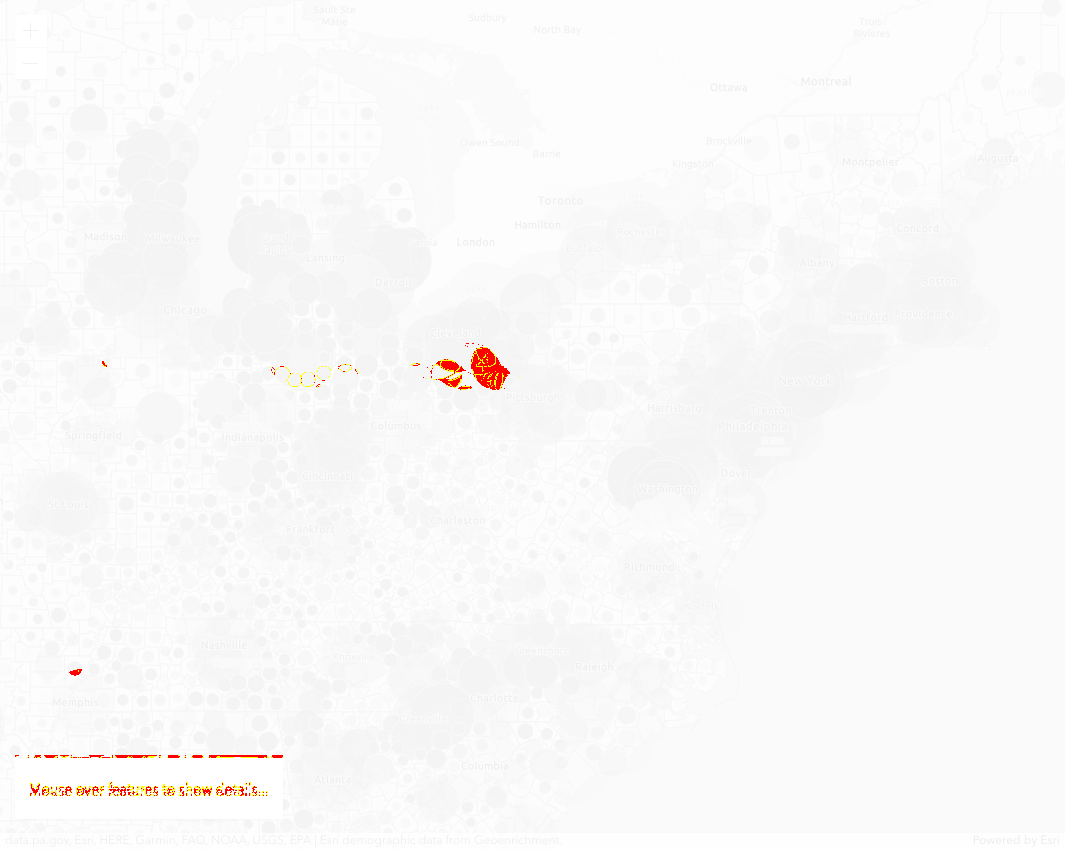 Sault Ste Marie
Sudbury
North Bay
Trois-Rivieres
Ottawa
Montreal
Owen Sound
Barrie
Brockville
Kingston
Montpelier
Augusta
Toronto
Hamilton
London
Rochester
Madison
Milwaukee
Lansing
Detroit
Concord
Albany
Boston
Hartford
Providence
Chicago
Cleveland
Pittsburgh
New York
Harrisburg
Trenton
Philadelphia
Springfield
Indianapolis
Columbus
Cincinnati
Dover
Washington
St Louis
Frankfort
Charleston
Richmond
Nashville
Knoxville
Greensboro
Raleigh
Memphis
Charlotte
Greenville
Columbia
Atlanta
Mouse over features to show details...
data.pa.gov, Esri, HERE, Garmin, FAO, NOAA, USGS, EPA | Esri demographic data from Geoenrichment.
Powered by Esri